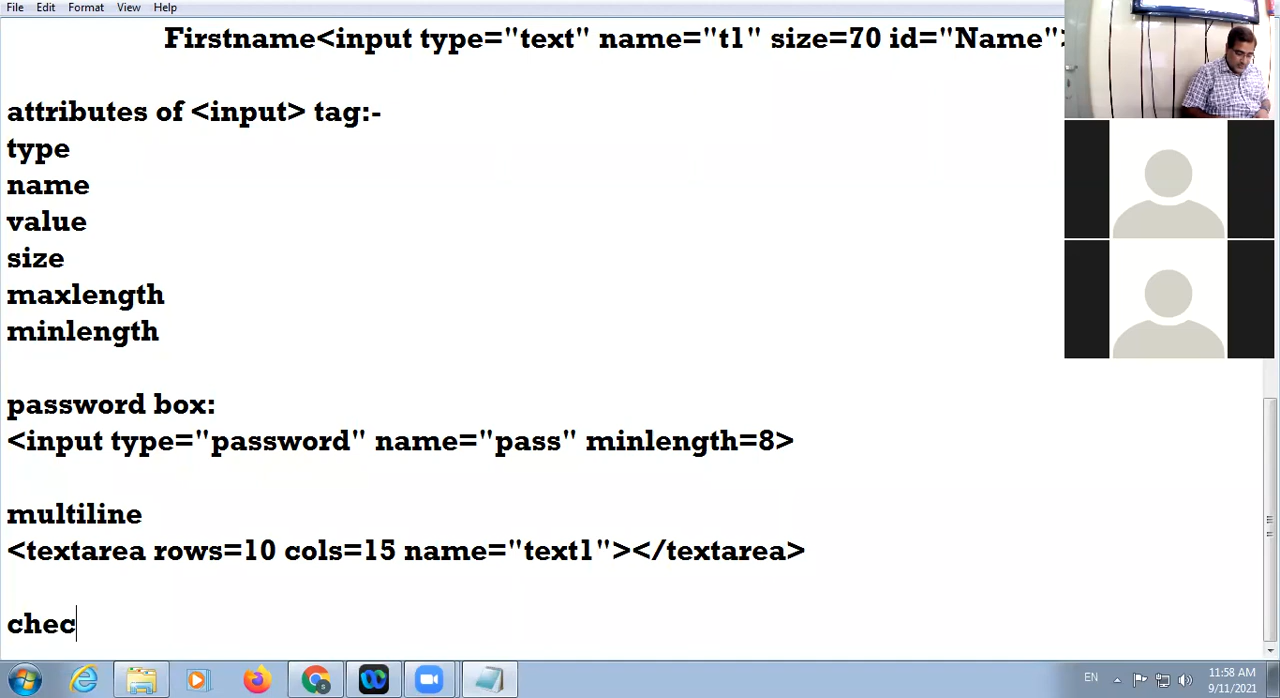 File Edit Format View Help
Firstname<input type="text" name="t1" size=70 id="Name">
attributes of <input> tag:-
type
name
value
size
maxlength
minlength
password box:
<input type="password" name="pass" minlength=8>
multiline
<textarea rows=10 cols=15 name="text1"></textarea>
chec
EN
11:58 AM
9/11/2021